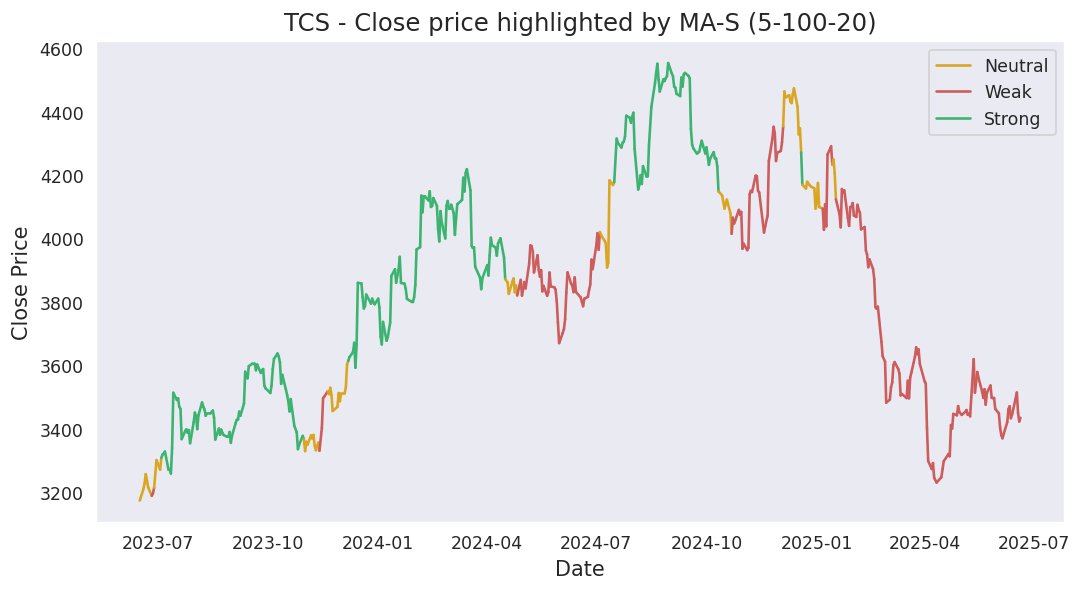 TCS - Close price highlighted by MA-S (5-100-20)
4600
4400
4200
4000
3800
3600
3400
3200
Close Price
Neutral
Weak
Strong
2023-07 2023-10 2024-01 2024-04 2024-07 2024-10 2025-01 2025-04 2025-07
Date